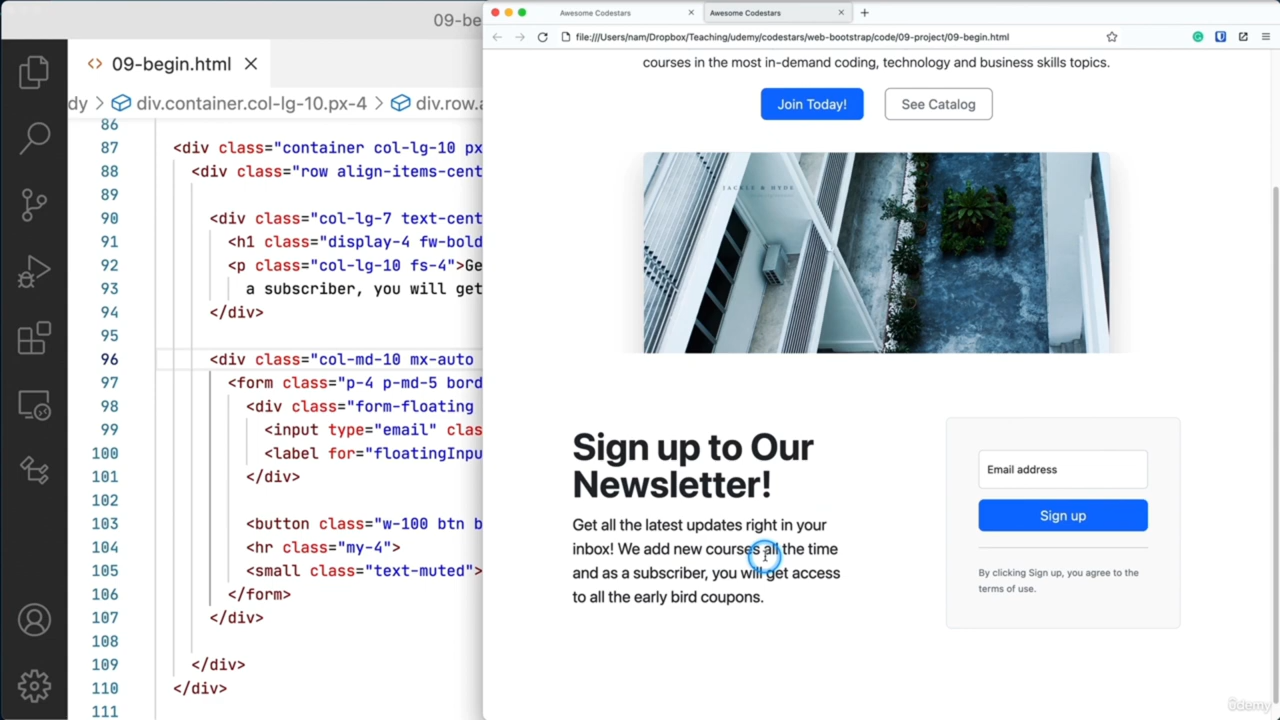 09-be
09-begin.html
dy > div.container.col-lg-10.px-4 > div.row.a
86
87 <div class="container col-lg-10 px
88 <div class="row align-items-cent
89
90 <div class="col-lg-7 text-cent
91 <h1 class="display-4 fw-bold
92 <p class="col-lg-10 fs-4">Ge
93 a subscriber, you will get
94 </div>
95
96 <div class="col-md-10 mx-auto
97 <form class="p-4 p-md-5 bord
98 <div class="form-floating
99 <input type="email" clas
100 <label for="floatingInpu
101 </div>
102
103 <button class="w-100 btn b
104 <hr class="my-4">
105 <small class="text-muted">
106 </form>
107 </div>
108
109 </div>
110 </div>
111
Awesome Codestars
Awesome Codestars
file:///Users/nam/Dropbox/Teaching/udemy/codestars/web-bootstrap/code/09-project/09-begin.html
courses in the most in-demand coding, technology and business skills topics.
Join Today!
See Catalog
JACKLE & HYDE
Sign up to Our
Newsletter!
Get all the latest updates right in your
inbox! We add new courses all the time
and as a subscriber, you will get access
to all the early bird coupons.
Email address
Sign up
By clicking Sign up, you agree to the
terms of use.
ûdemy